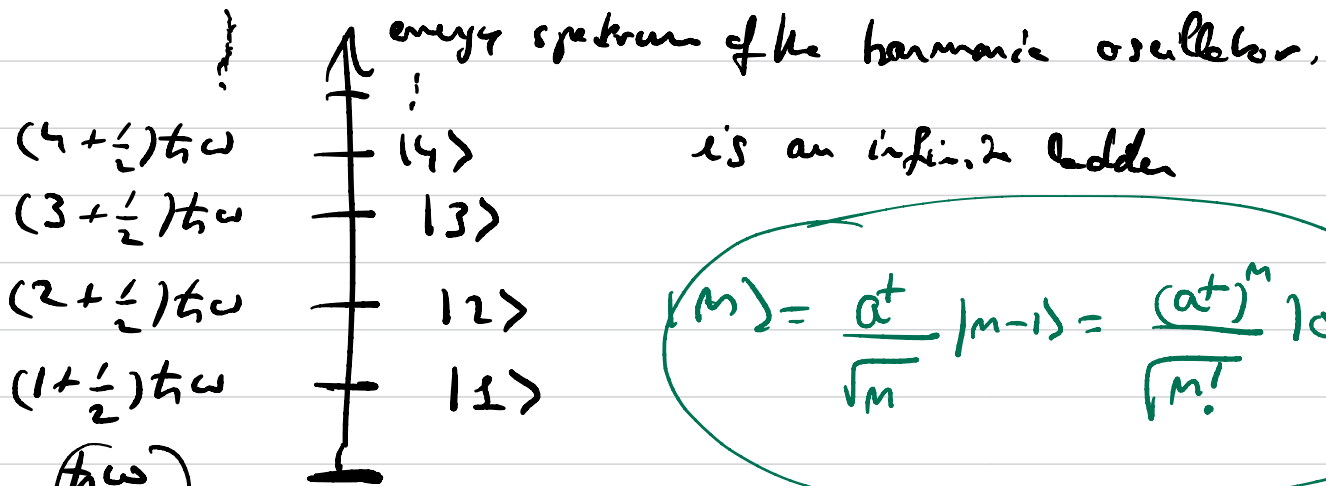 energy spectrum of the harmonic oscillator.
(4 + 1/2)ħω |4> is an infinite ladder
(3 + 1/2)ħω |3>
(2 + 1/2)ħω |2> |n> = a†/√n |n-1> = (a†)^n/√n! |0
(1 + 1/2)ħω |1>
ħω